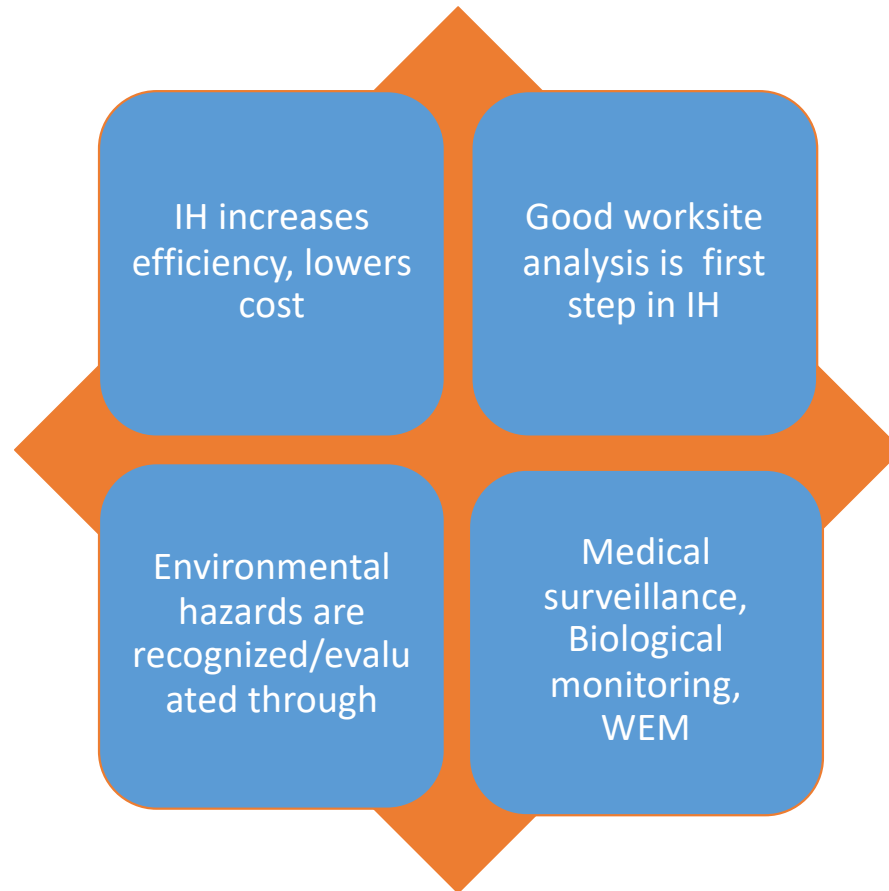 IH increases
efficiency, lowers
cost
Good worksite
analysis is  first
step in IH
Environmental
hazards are
recognized/evalu
ated through
Medical
surveillance,
Biological
monitoring,
WEM